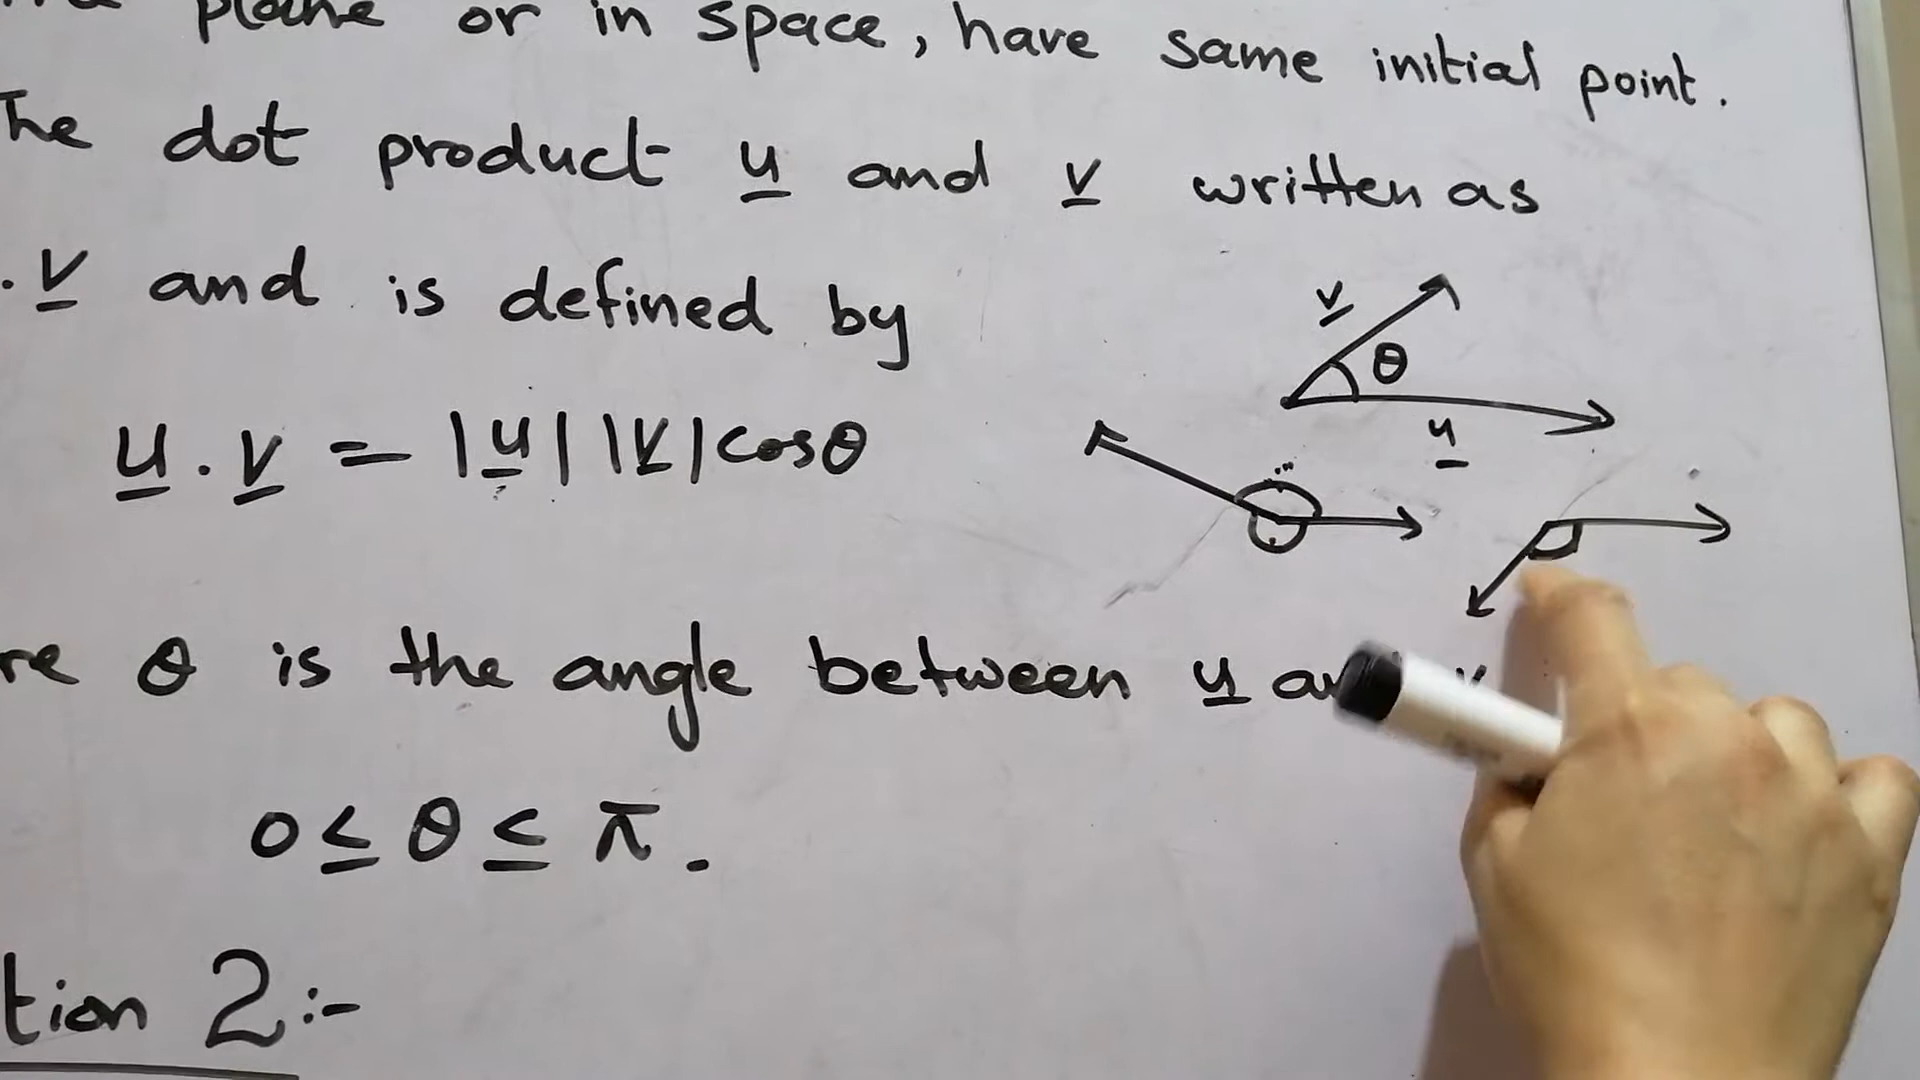 plane or in space, have same initial point.
The dot product u and v written as
. v and is defined by
v
θ
u
u . v = |u| |v| cosθ
re θ is the angle between u an v
0 ≤ θ ≤ π.
tion 2:-